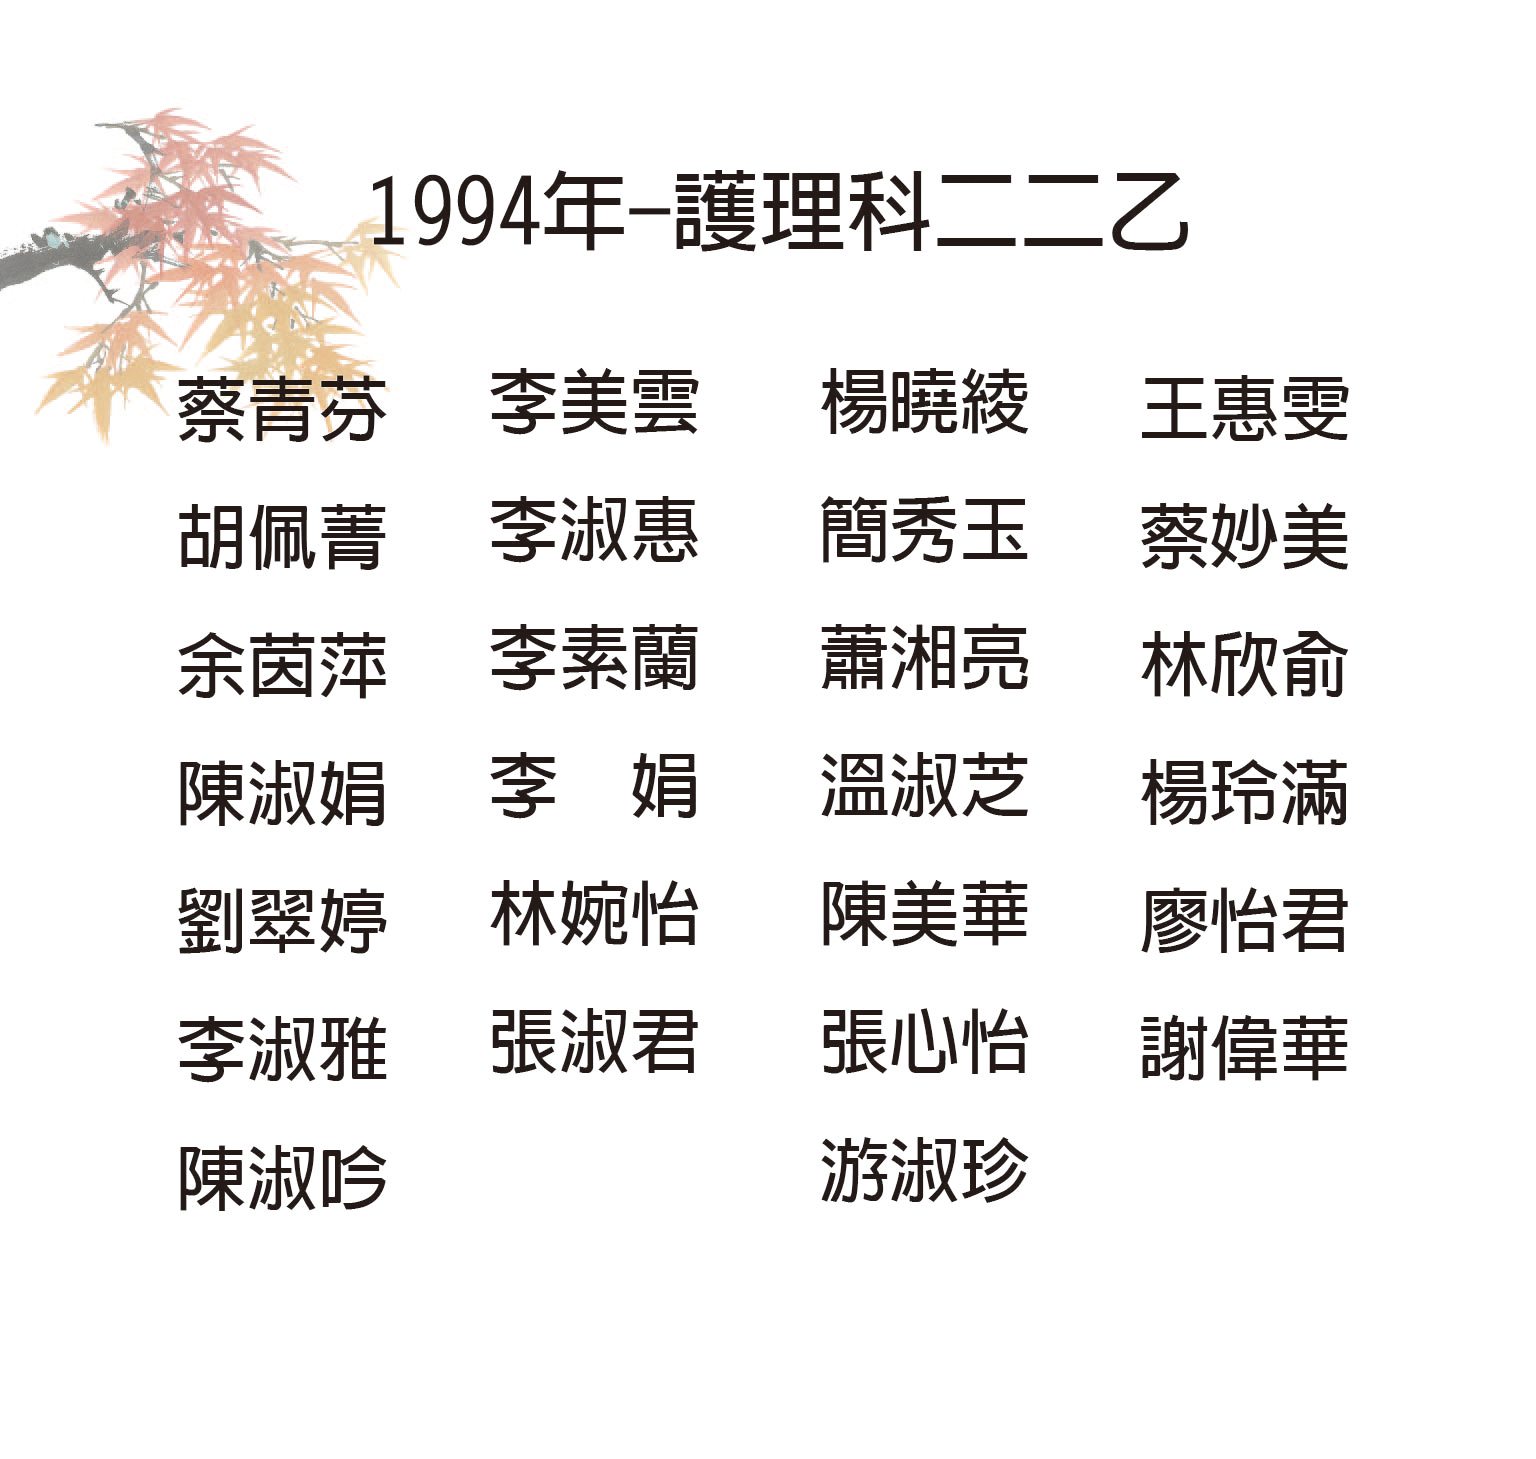 1994年-護理科二二乙
蔡青芬 李美雲 楊曉綾 王惠雯
胡佩菁 李淑惠 簡秀玉 蔡妙美
余茵萍 李素蘭 蕭湘亮 林欣俞
陳淑娟 李　娟 溫淑芝 楊玲滿
劉翠婷 林婉怡 陳美華 廖怡君
李淑雅 張淑君 張心怡 謝偉華
陳淑吟 游淑珍